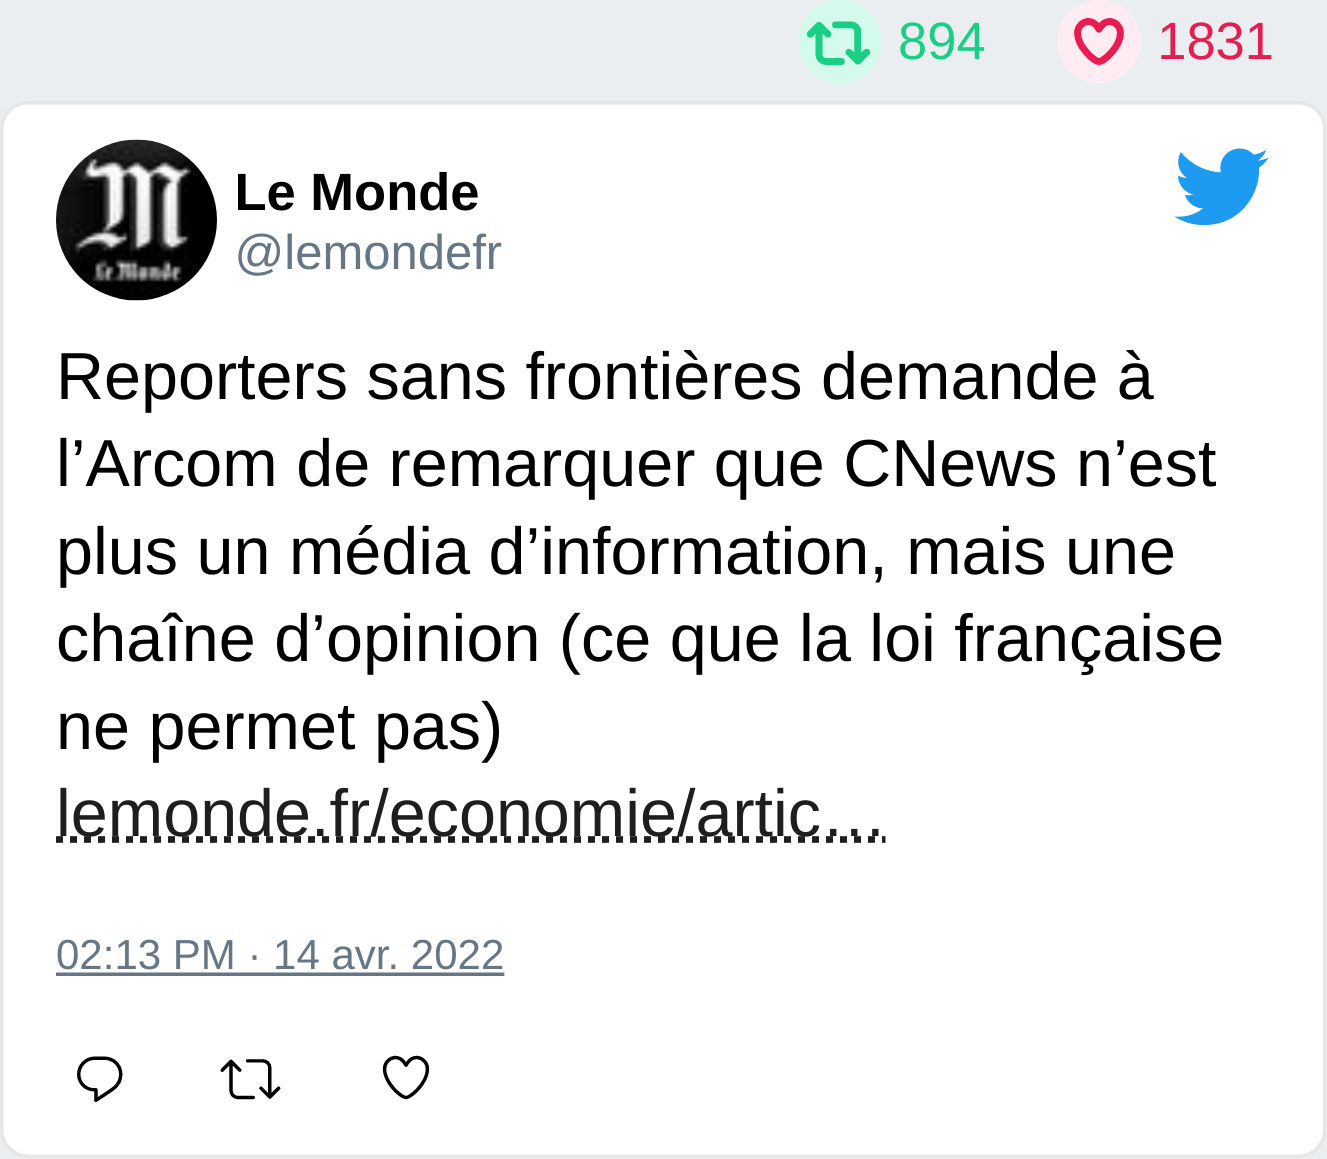 894 1831
Le Monde
Le Monde
@lemondefr
Reporters sans frontières demande à
l’Arcom de remarquer que CNews n’est
plus un média d’information, mais une
chaîne d’opinion (ce que la loi française
ne permet pas)
lemonde.fr/economie/artic…
02:13 PM · 14 avr. 2022